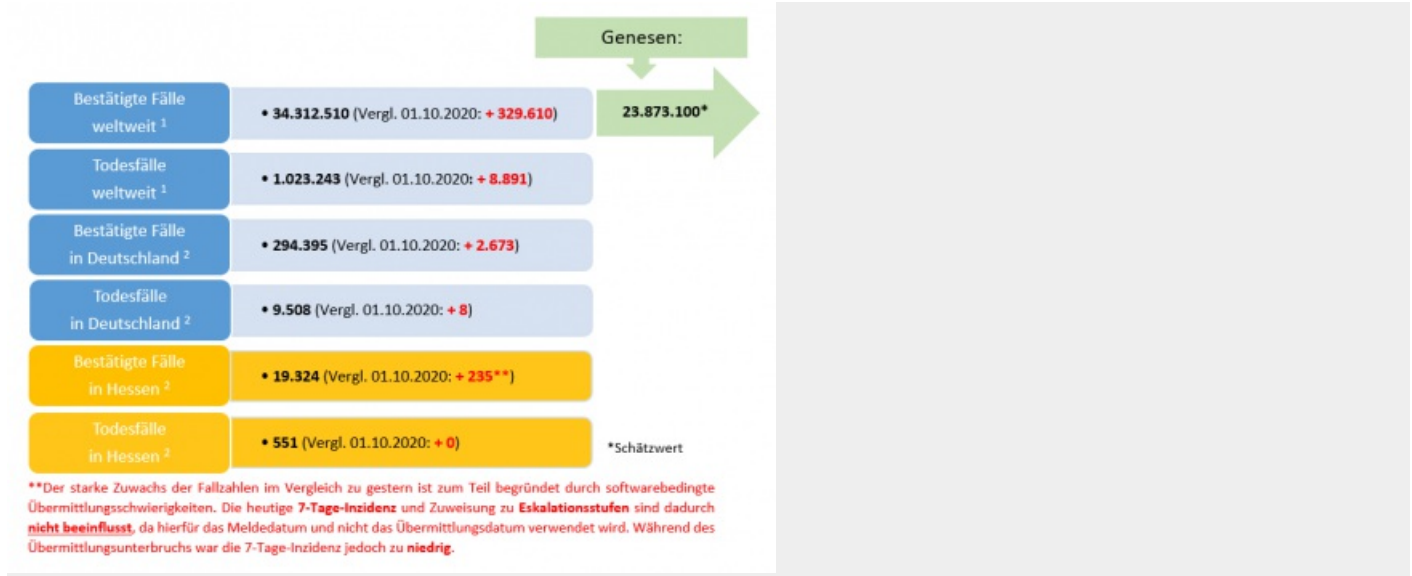 Genesen:
Bestätigte Fälle
weltweit ¹
• 34.312.510 (Vergl. 01.10.2020: + 329.610)
23.873.100*
Todesfälle
weltweit ¹
• 1.023.243 (Vergl. 01.10.2020: + 8.891)
Bestätigte Fälle
in Deutschland ²
• 294.395 (Vergl. 01.10.2020: + 2.673)
Todesfälle
in Deutschland ²
• 9.508 (Vergl. 01.10.2020: + 8)
Bestätigte Fälle
in Hessen ²
• 19.324 (Vergl. 01.10.2020: + 235**)
Todesfälle
in Hessen ²
• 551 (Vergl. 01.10.2020: + 0)
*Schätzwert
**Der starke Zuwachs der Fallzahlen im Vergleich zu gestern ist zum Teil begründet durch softwarebedingte
Übermittlungsschwierigkeiten. Die heutige 7-Tage-Inzidenz und Zuweisung zu Eskalationsstufen sind dadurch
nicht beeinflusst, da hierfür das Meldedatum und nicht das Übermittlungsdatum verwendet wird. Während des
Übermittlungsunterbruchs war die 7-Tage-Inzidenz jedoch zu niedrig.